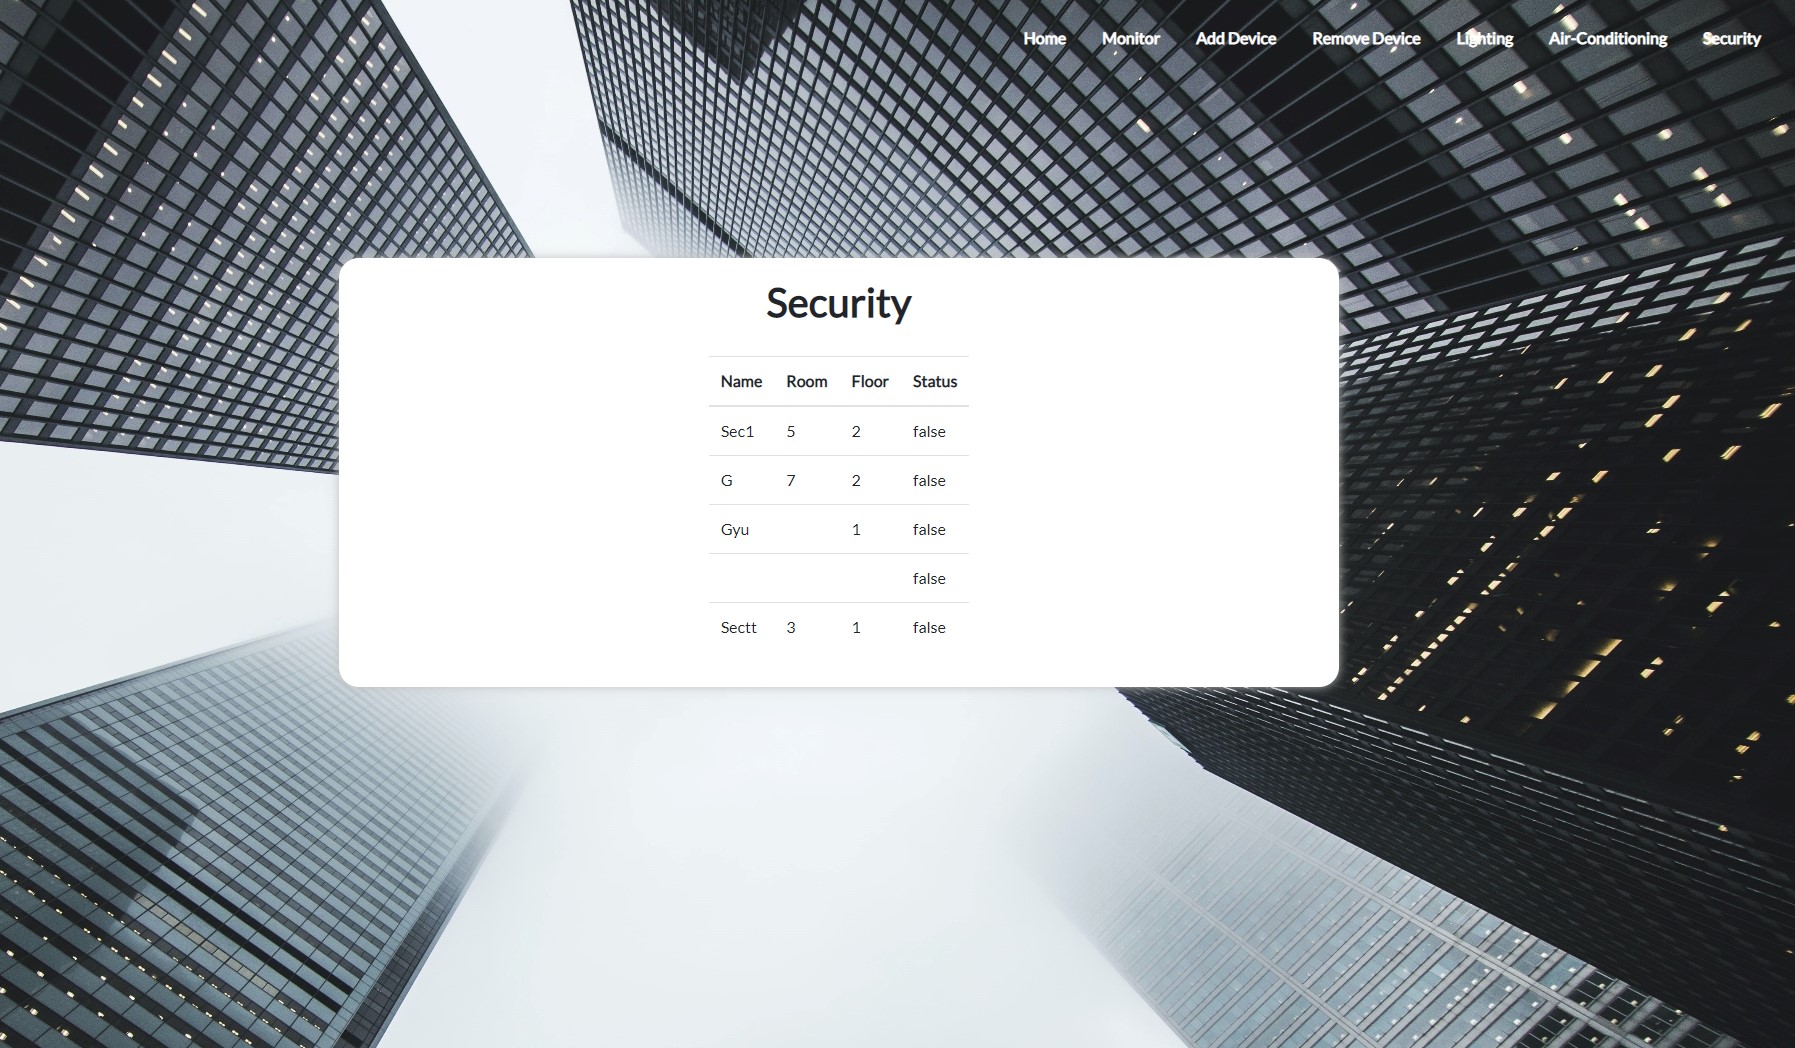 Home Monitor Add Device Remove Device Lighting Air-Conditioning Security
Security
Name Room Floor Status
Sec1 5 2 false
G 7 2 false
Gyu 1 false
false
Sectt 3 1 false